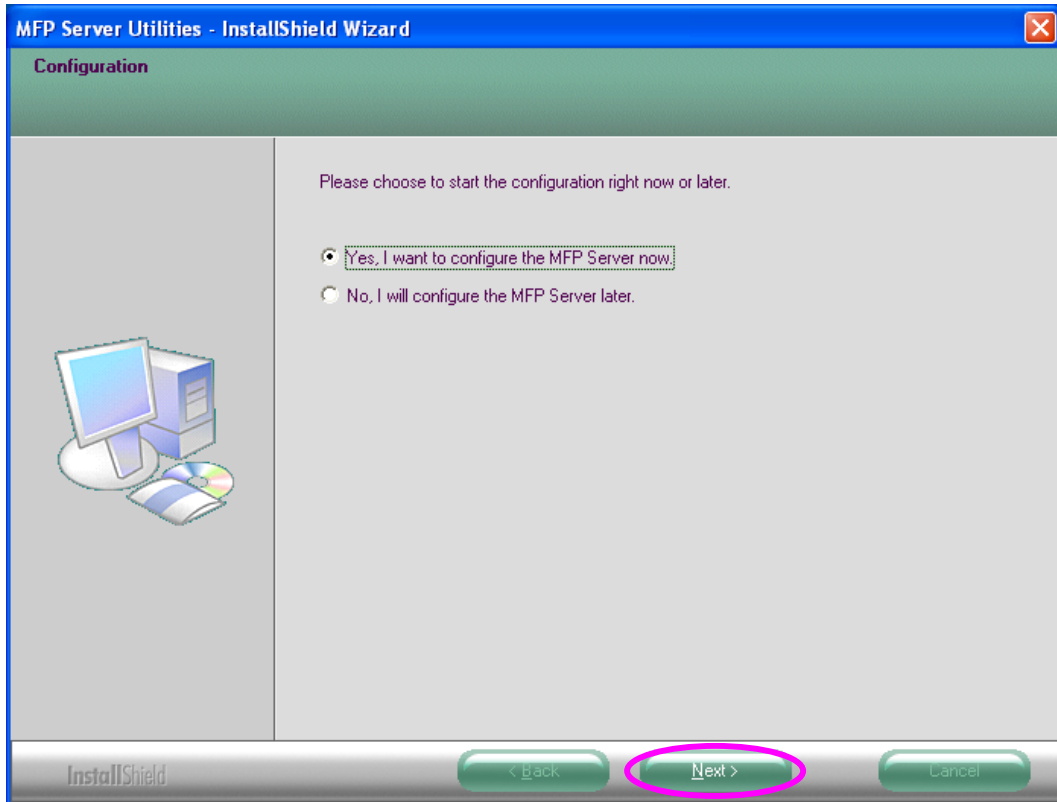 MFP Server Utilities - InstallShield Wizard
Configuration
Please choose to start the configuration right now or later.
Yes, I want to configure the MFP Server now.
No, I will configure the MFP Server later.
InstallShield
< Back
Next >
Cancel